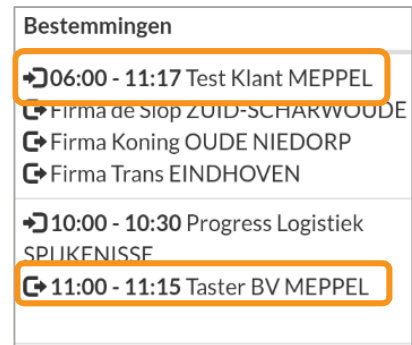 Bestemmingen
06:00 - 11:17 Test Klant MEPPEL
Firma de Slop ZUID-SCHARWOUDE
Firma Koning OUDE NIEDORP
Firma Trans EINDHOVEN
10:00 - 10:30 Progress Logistiek
SPIJKENISSE
11:00 - 11:15 Taster BV MEPPEL